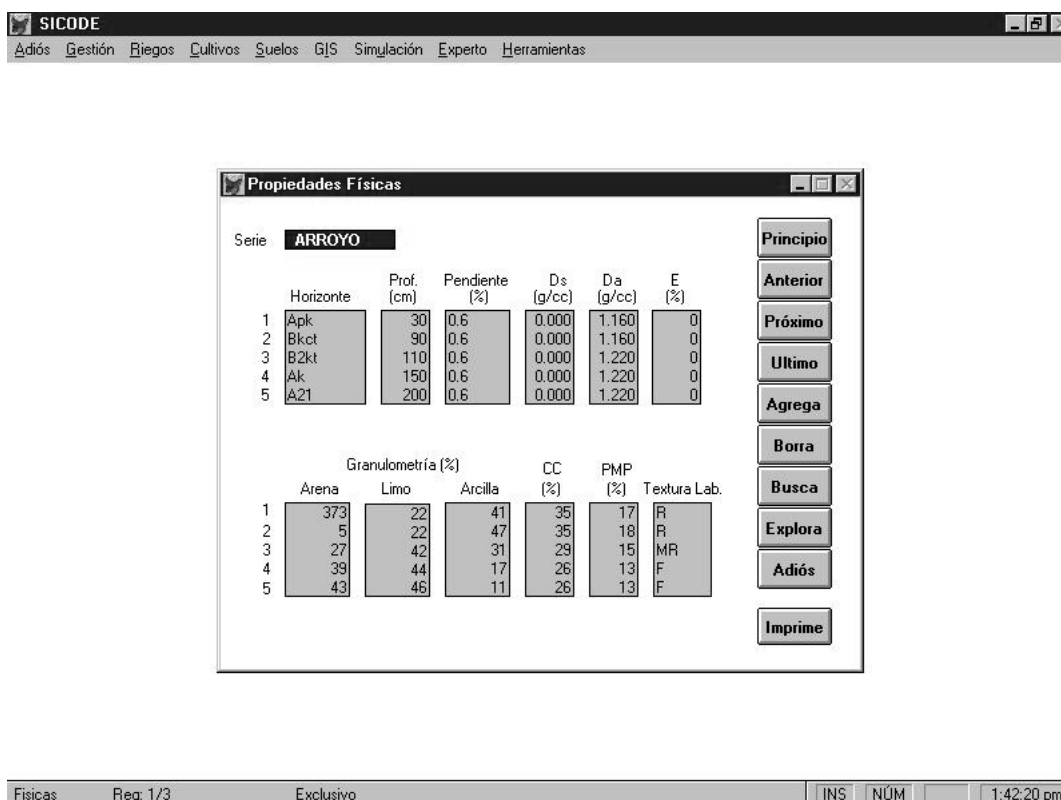 SICODE
Adiós Gestión Riegos Cultivos Suelos GIS Simulación Experto Herramientas
Propiedades Físicas
Serie ARROYO
Principio
Anterior
Próximo
Ultimo
Agrega
Borra
Busca
Explora
Adiós
Imprime
Horizonte Prof. (cm) Pendiente (%) Ds (g/cc) Da (g/cc) E (%)
1 Apk 30 0.6 0.000 1.160 0
2 Bkct 90 0.6 0.000 1.160 0
3 B2kt 110 0.6 0.000 1.220 0
4 Ak 150 0.6 0.000 1.220 0
5 A21 200 0.6 0.000 1.220 0
Granulometría (%) CC PMP
Arena Limo Arcilla (%) (%) Textura Lab.
1 373 22 41 35 17 R
2 5 22 47 35 18 R
3 27 42 31 29 15 MR
4 39 44 17 26 13 F
5 43 46 11 26 13 F
Fisicas Reg: 1/3 Exclusivo INS NÚM 1:42:20 pm